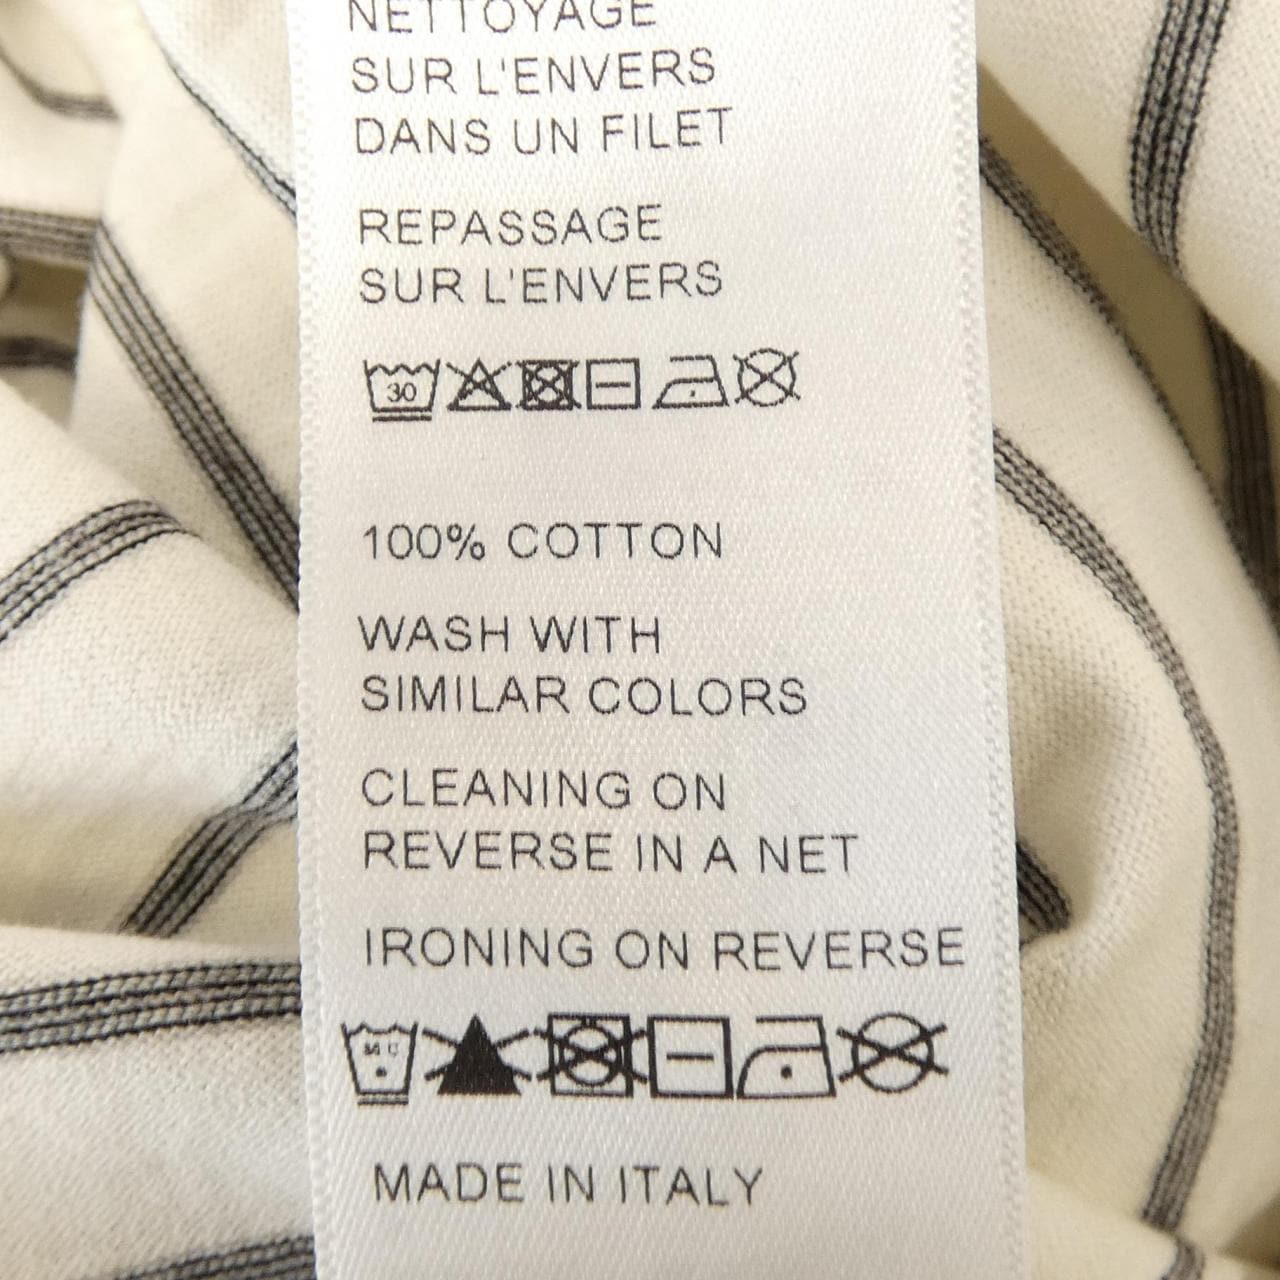 NETTOYAGE
SUR L'ENVERS
DANS UN FILET
REPASSAGE
SUR L'ENVERS
30
100% COTTON
WASH WITH
SIMILAR COLORS
CLEANING ON
REVERSE IN A NET
IRONING ON REVERSE
M C
MADE IN ITALY